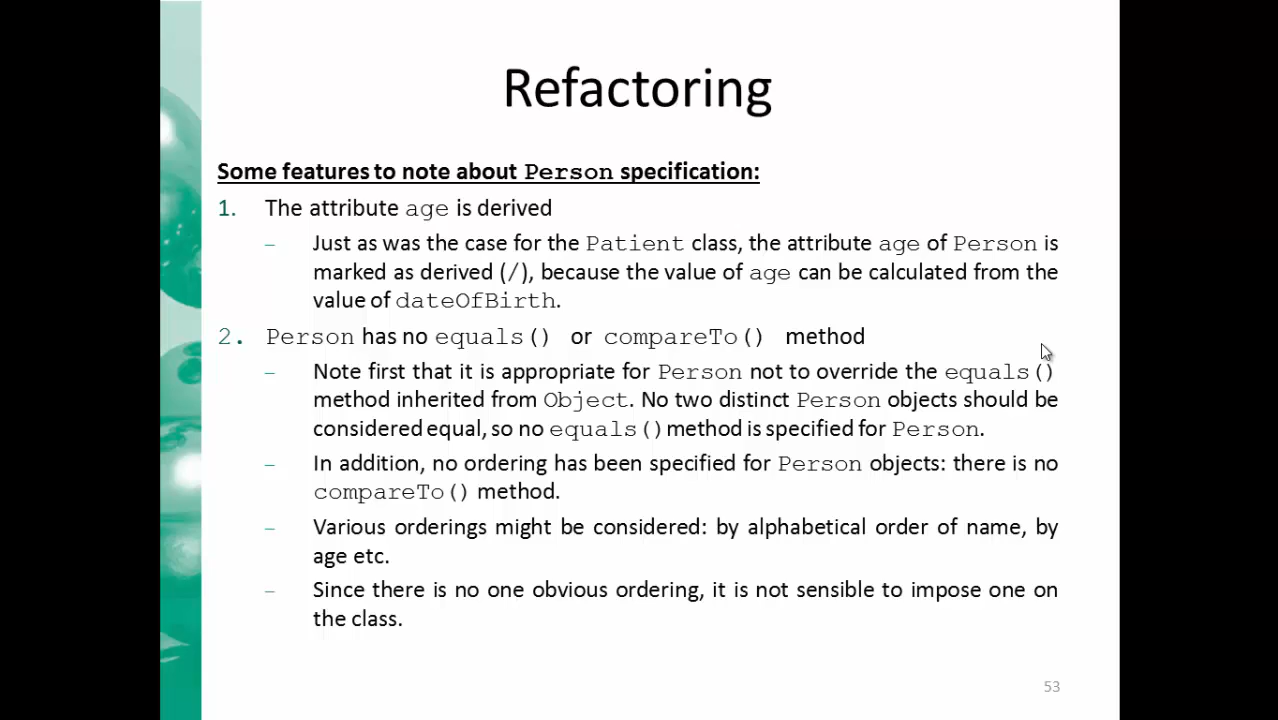 Refactoring
Some features to note about Person specification:
1. The attribute age is derived
– Just as was the case for the Patient class, the attribute age of Person is
marked as derived (/), because the value of age can be calculated from the
value of dateOfBirth.
2. Person has no equals() or compareTo() method
– Note first that it is appropriate for Person not to override the equals()
method inherited from Object. No two distinct Person objects should be
considered equal, so no equals() method is specified for Person.
– In addition, no ordering has been specified for Person objects: there is no
compareTo() method.
– Various orderings might be considered: by alphabetical order of name, by
age etc.
– Since there is no one obvious ordering, it is not sensible to impose one on
the class.
53